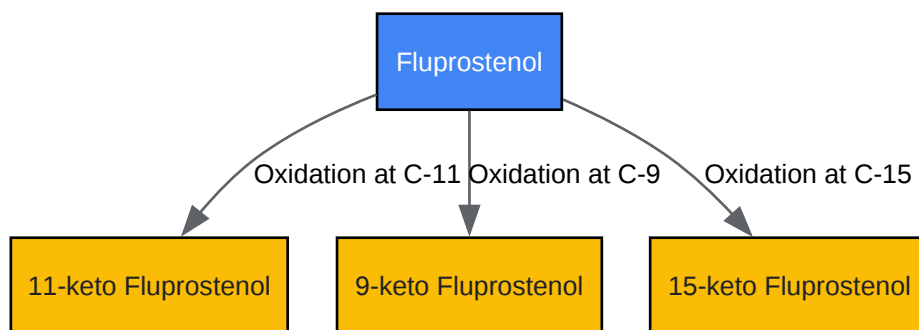 Fluprostenol
Oxidation at C-11
Oxidation at C-9
Oxidation at C-15
11-keto Fluprostenol
9-keto Fluprostenol
15-keto Fluprostenol